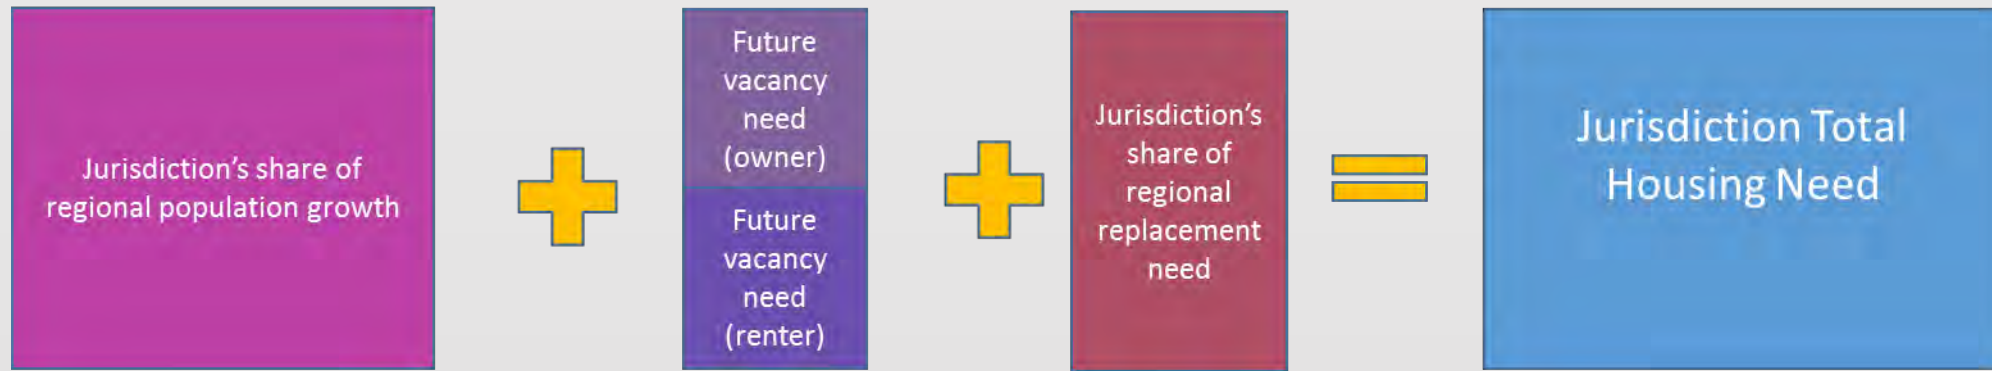 Jurisdiction’s share of
regional population growth
Future
vacancy
need
(owner)
Future
vacancy
need
(renter)
Jurisdiction’s
share of
regional
replacement
need
Jurisdiction Total
Housing Need